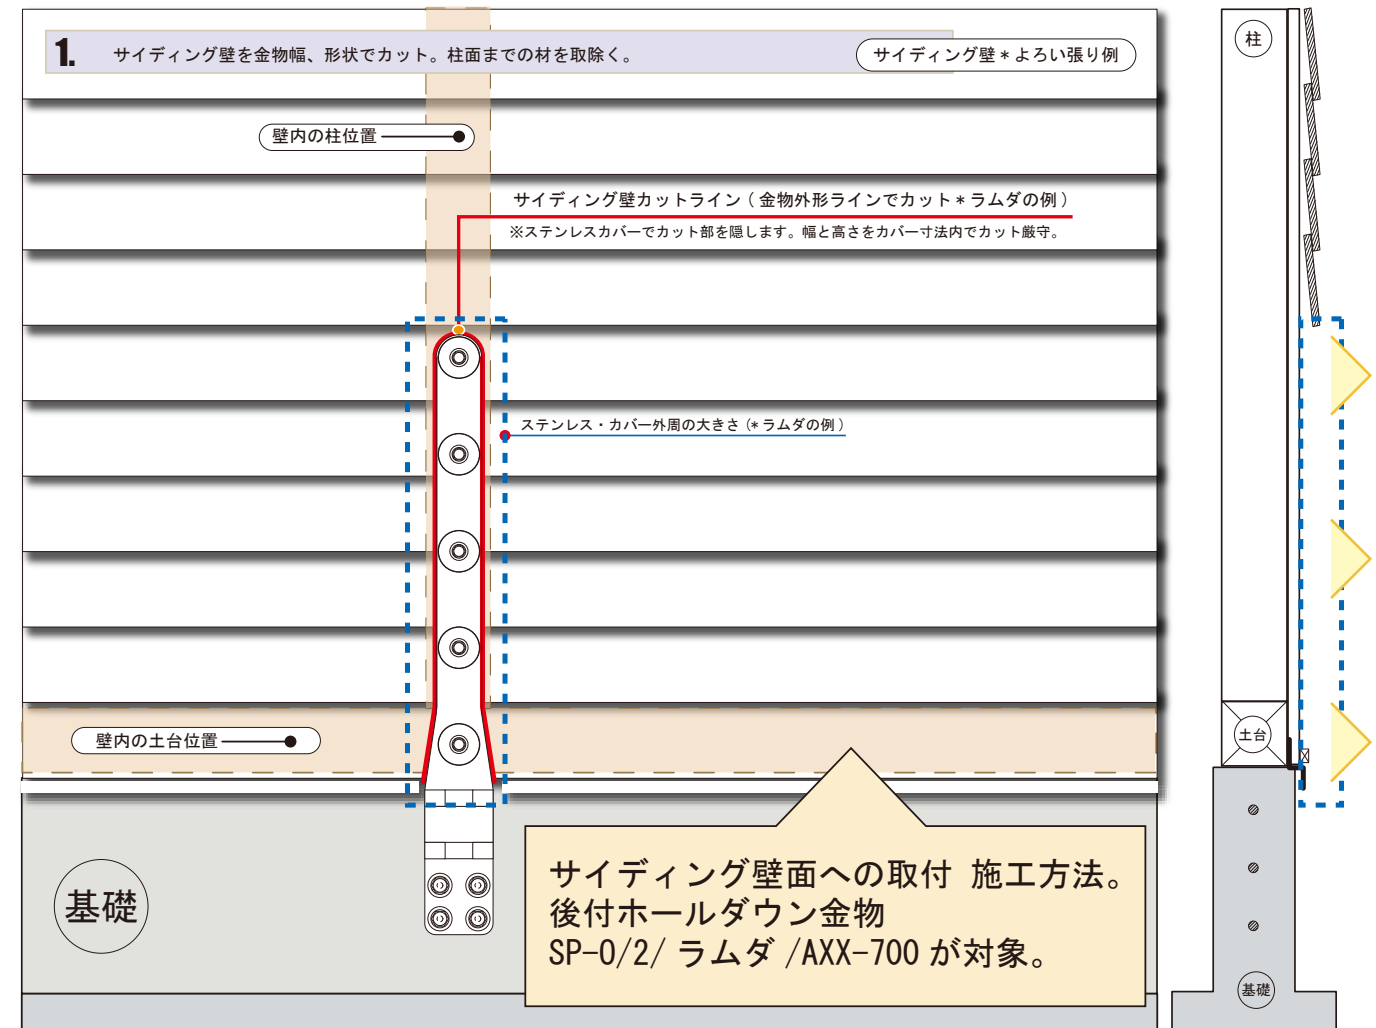 1. サイディング壁を金物幅、形状でカット。柱面までの材を取除く。
サイディング壁*よろい張り例
柱
壁内の柱位置
サイディング壁カットライン(金物外形ラインでカット*ラムダの例)
※ステンレスカバーでカット部を隠します。幅と高さをカバー寸法内でカット厳守。
ステンレス・カバー外周の大きさ(*ラムダの例)
壁内の土台位置
土台
基礎
サイディング壁面への取付 施工方法。
後付ホールダウン金物
SP-0/2/ラムダ/AXX-700が対象。
基礎